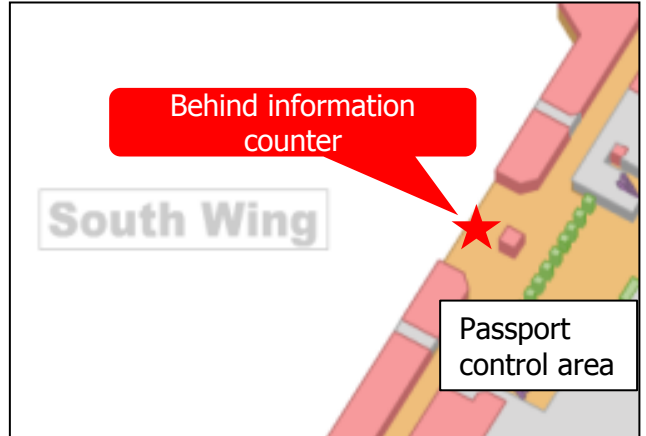 Behind information
counter
South Wing
Passport
control area